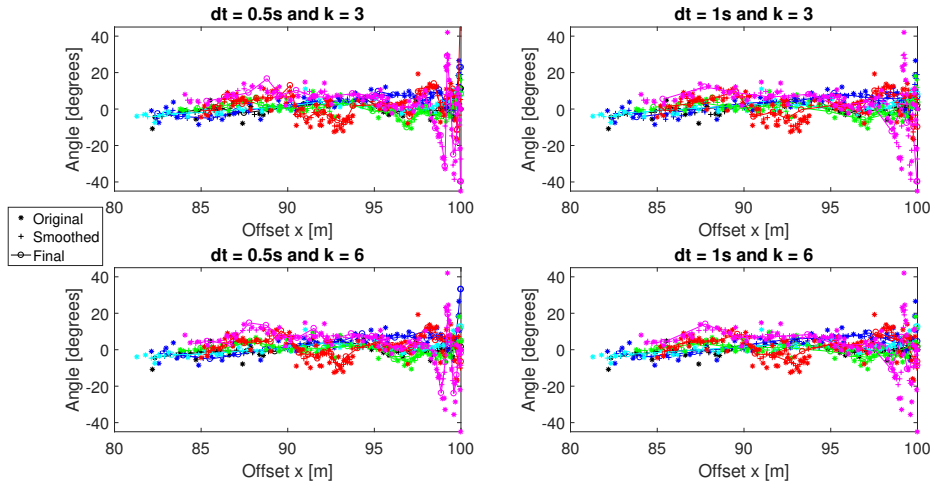 dt = 0.5s and k = 3
40
20
0
-20
-40
Angle [degrees]
80 85 90 95 100
Offset x [m]
dt = 1s and k = 3
40
20
0
-20
-40
Angle [degrees]
80 85 90 95 100
Offset x [m]
Original
Smoothed
Final
dt = 0.5s and k = 6
40
20
0
-20
-40
Angle [degrees]
80 85 90 95 100
Offset x [m]
dt = 1s and k = 6
40
20
0
-20
-40
Angle [degrees]
80 85 90 95 100
Offset x [m]